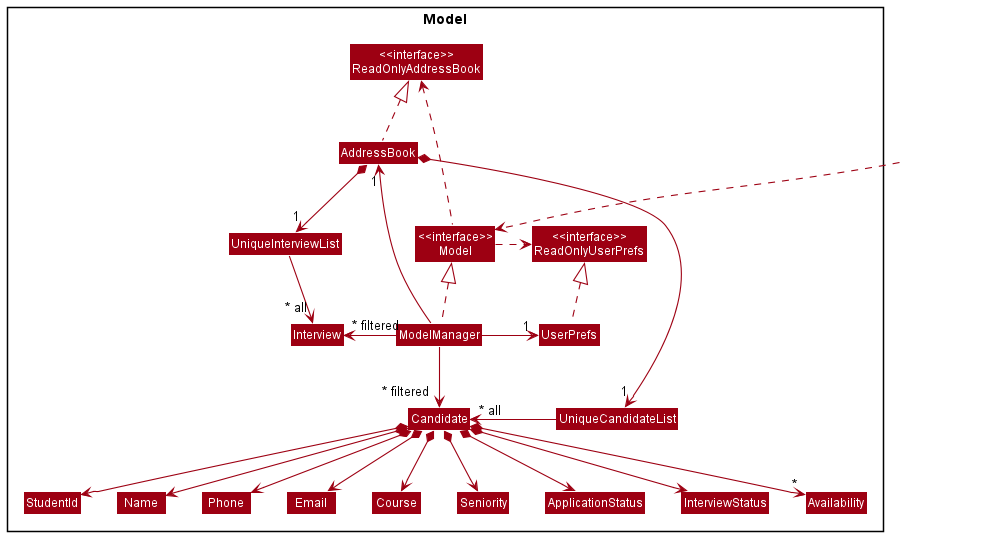 Model
<<interface>>
ReadOnlyAddressBook
AddressBook
1
1
UniqueInterviewList
<<interface>>
Model
<<interface>>
ReadOnlyUserPrefs
* all
* filtered
1
Interview
ModelManager
UserPrefs
* filtered
1
* all
Candidate
UniqueCandidateList
*
StudentId
Name
Phone
Email
Course
Seniority
ApplicationStatus
InterviewStatus
Availability